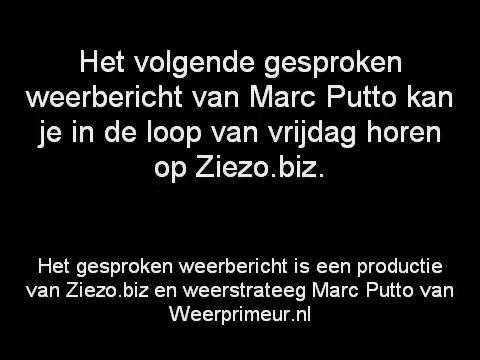 Het volgende gesproken
weerbericht van Marc Putto kan
je in de loop van vrijdag horen
op Ziezo.biz.
Het gesproken weerbericht is een productie
van Ziezo.biz en weerstrateeg Marc Putto van
Weerprimeur.nl